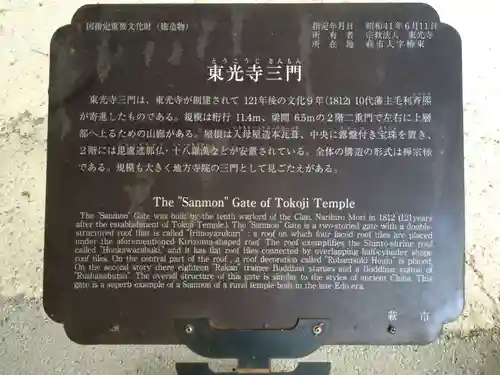 国指定重要文化財（建造物）
指定年月日　昭和41年6月11日
所有者　宗教法人　東光寺
所在地　萩市大字椿東
とうこうじ さんもん
東光寺三門
東光寺三門は、東光寺が創建されて 121年後の文化9年(1812) 10代藩主毛利斉熙
が寄進したものである。規模は桁行 11.4m、梁間 6.5mの2階二重門で左右に上層
部へ上るための山廊がある。屋根は入母屋造本瓦葺、中央に露盤付き宝珠を置き、
2階には毘盧遮那仏・十八羅漢などが安置されている。全体の構造の形式は禅宗様
である。規模も大きく地方寺院の三門として見ごたえがある。
The "Sanmon" Gate of Tokoji Temple
The "Sanmon" Gate was built by the tenth warlord of the Clan, Narihiro Mori in 1812 (121years
after the establishment of Tokoji Temple). The "Sanmon" Gate is a two-storied gate with a double-
structured roof that is called "Irimoyazukuri" : a roof on which four faced roof tiles are placed
under the aforementioned Kirizuma-shaped roof. The roof exemplifies the Shinto-shrine roof
called "Honkawarabuki," and it has flat roof tiles connected by overlapping half-cylinder shape
roof tiles. On the central part of the roof, a roof decoration called "Robantsuki Houju" is placed.
On the second story there eighteen "Rakan" trainee Buddhist statues and a Buddhist statue of
The overall structure of this gate is similar to the styles of ancient China. This
gate is a superb example of a Sanmon of a rural temple built in the late Edo era.
萩　市